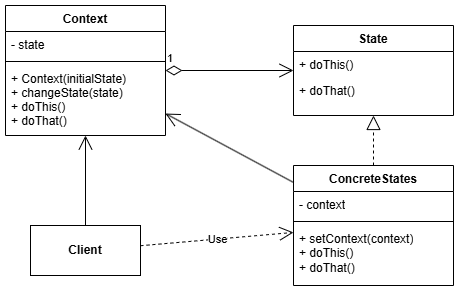 Context
- state
+ Context(initialState)
+ changeState(state)
+ doThis()
+ doThat()
1
State
+ doThis()
+ doThat()
ConcreteStates
- context
+ setContext(context)
+ doThis()
+ doThat()
Client
Use